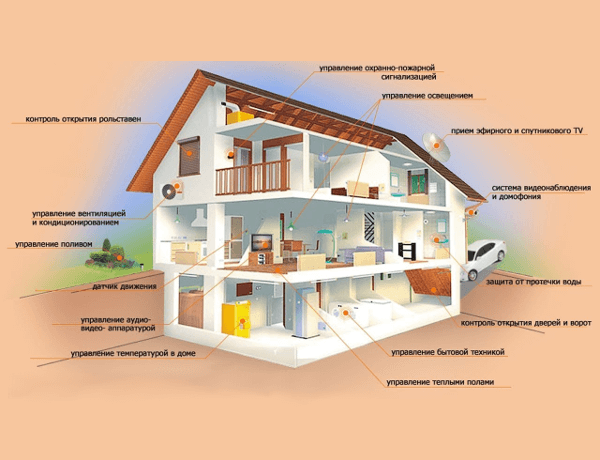 управление охранно-пожарной
сигнализацией
управление освещением
контроль открытия рольставен
прием эфирного и спутникового TV
система видеонаблюдения
и домофония
управление вентиляцией
и кондиционированием
управление поливом
датчик движения
защита от протечки воды
управление аудио-
видео- аппаратурой
контроль открытия дверей и ворот
управление температурой в доме
управление бытовой техникой
управление теплыми полами